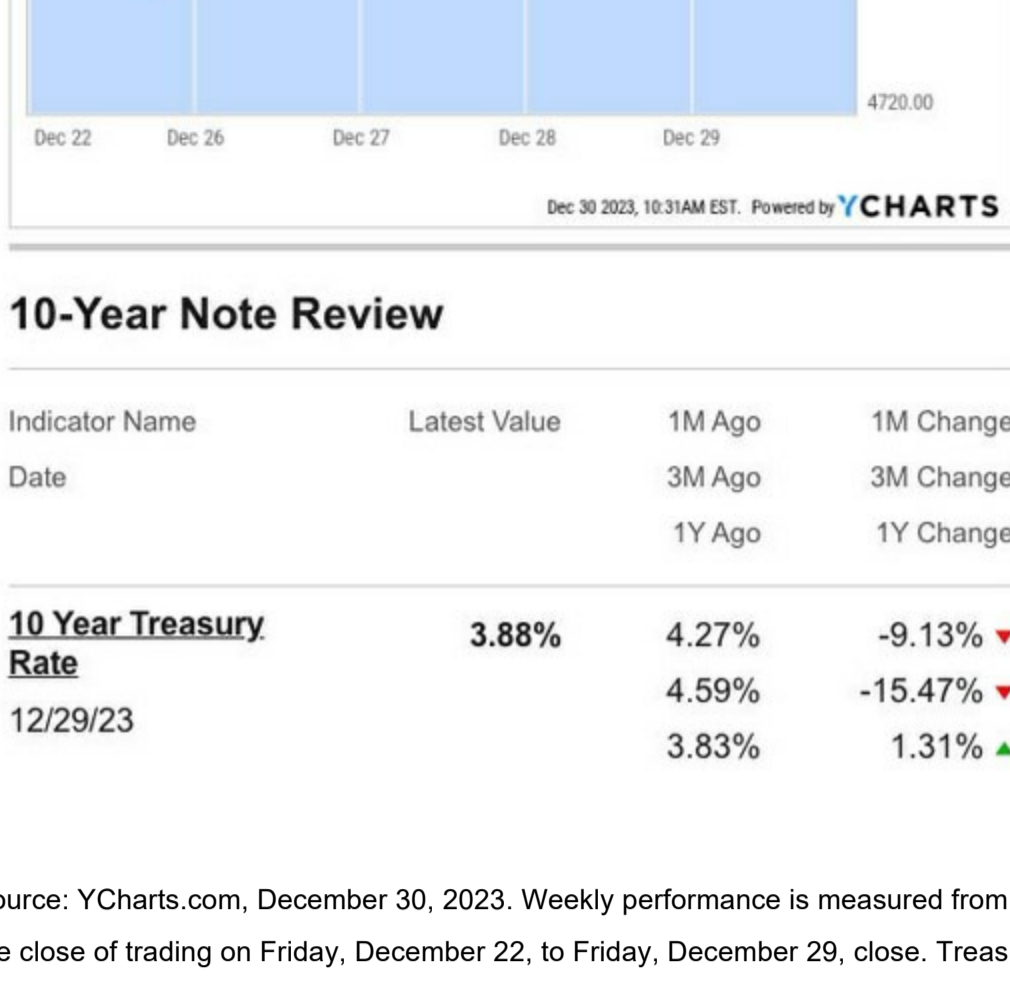 4720.00
Dec 22 Dec 26 Dec 27 Dec 28 Dec 29
Dec 30 2023, 10:31AM EST. Powered by YCHARTS
10-Year Note Review
Indicator Name Latest Value 1M Ago 1M Change
Date 3M Ago 3M Change
1Y Ago 1Y Change
10 Year Treasury
Rate
3.88% 4.27% -9.13%
4.59% -15.47%
12/29/23
3.83% 1.31%
ource: YCharts.com, December 30, 2023. Weekly performance is measured from
e close of trading on Friday, December 22, to Friday, December 29, close. Treas